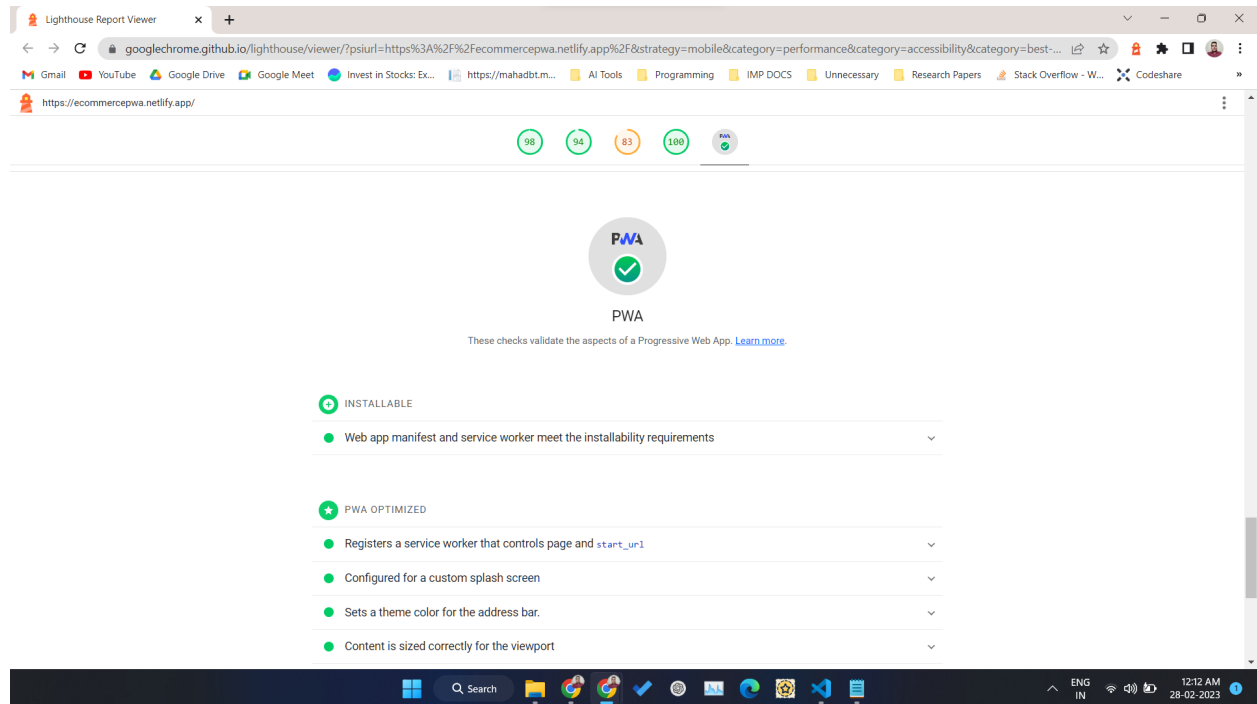 Lighthouse Report Viewer
googlechrome.github.io/lighthouse/viewer/?psiurl=https%3A%2F%2Fecommercepwa.netlify.app%2F&strategy=mobile&category=performance&category=accessibility&category=best-...
Gmail YouTube Google Drive Google Meet Invest in Stocks: Ex... https://mahadbt.m... AI Tools Programming IMP DOCS Unnecessary Research Papers Stack Overflow - W... Codeshare »
https://ecommercepwa.netlify.app/
98 94 83 100 PWA
PWA
PWA
These checks validate the aspects of a Progressive Web App. Learn more.
INSTALLABLE
Web app manifest and service worker meet the installability requirements
PWA OPTIMIZED
Registers a service worker that controls page and start_url
Configured for a custom splash screen
Sets a theme color for the address bar.
Content is sized correctly for the viewport
Search ENG 12:12 AM
IN 28-02-2023 1